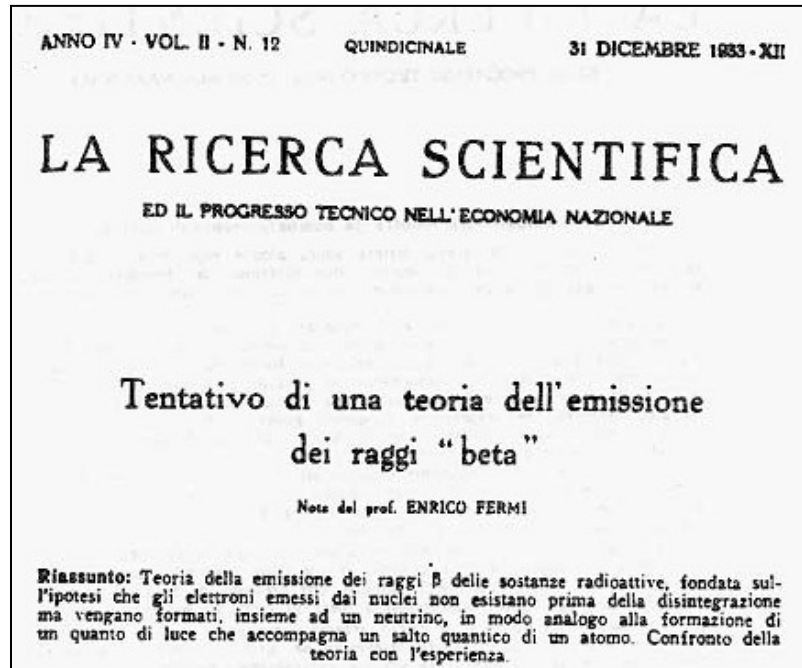 ANNO IV - VOL. II - N. 12 QUINDICINALE 31 DICEMBRE 1933 - XII
LA RICERCA SCIENTIFICA
ED IL PROGRESSO TECNICO NELL'ECONOMIA NAZIONALE
Tentativo di una teoria dell'emissione
dei raggi "beta"
Note del prof. ENRICO FERMI
Riassunto: Teoria della emissione dei raggi β delle sostanze radioattive, fondata sul-
l'ipotesi che gli elettroni emessi dai nuclei non esistano prima della disintegrazione
ma vengano formati, insieme ad un neutrino, in modo analogo alla formazione di
un quanto di luce che accompagna un salto quantico di un atomo. Confronto della
teoria con l'esperienza.